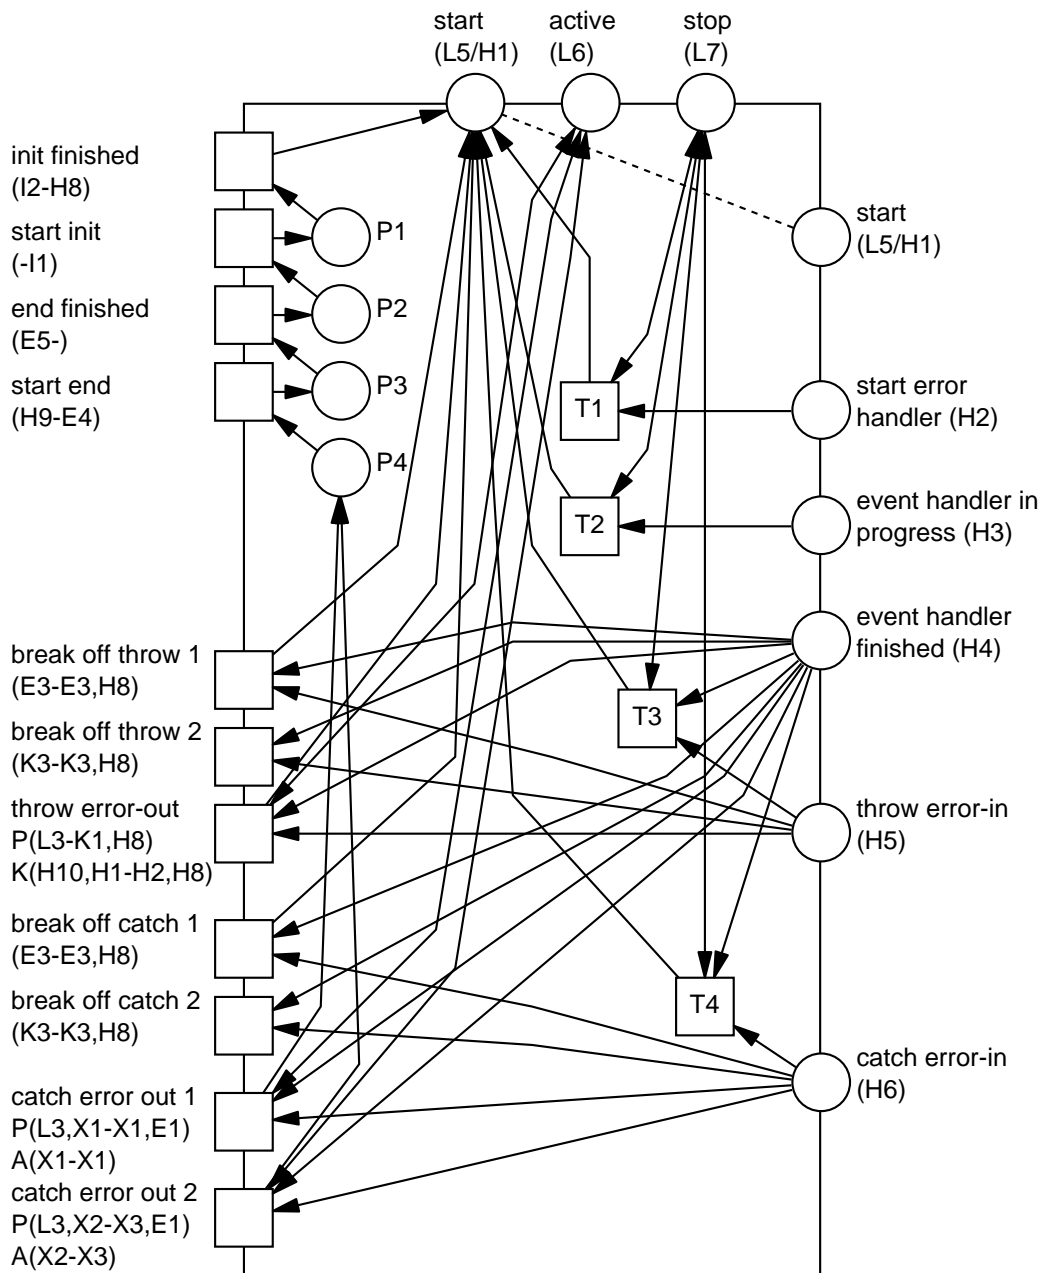 start
(L5/H1)
active
(L6)
stop
(L7)
init finished
(I2-H8)
start init
(-I1)
end finished
(E5-)
start end
(H9-E4)
P1
P2
P3
P4
start
(L5/H1)
T1
start error
handler (H2)
T2
event handler in
progress (H3)
event handler
finished (H4)
break off throw 1
(E3-E3,H8)
break off throw 2
(K3-K3,H8)
throw error-out
P(L3-K1,H8)
K(H10,H1-H2,H8)
T3
throw error-in
(H5)
break off catch 1
(E3-E3,H8)
break off catch 2
(K3-K3,H8)
T4
catch error-in
(H6)
catch error out 1
P(L3,X1-X1,E1)
A(X1-X1)
catch error out 2
P(L3,X2-X3,E1)
A(X2-X3)